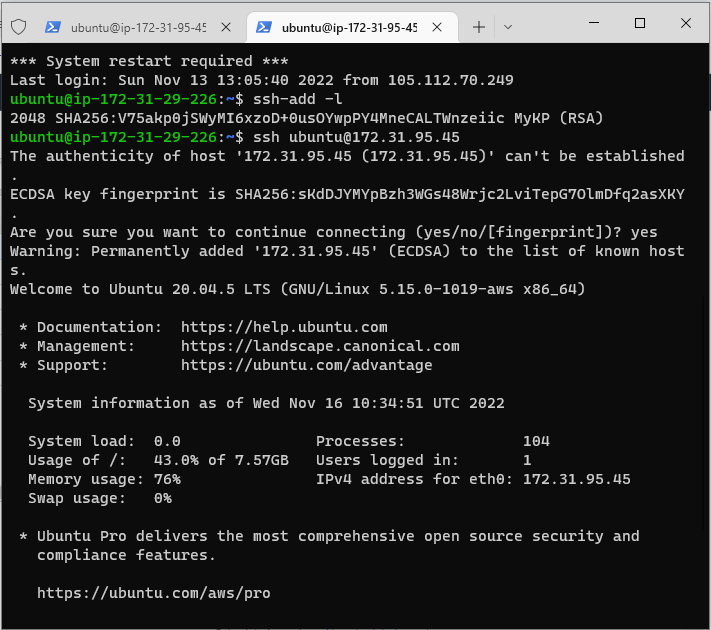 ubuntu@ip-172-31-95-45 ubuntu@ip-172-31-95-45
*** System restart required ***
Last login: Sun Nov 13 13:05:40 2022 from 105.112.70.249
ubuntu@ip-172-31-29-226:~$ ssh-add -l
2048 SHA256:V75akp0jSWyMI6xzoD+0usOYwpPY4MneCALTWnzeiic MyKP (RSA)
ubuntu@ip-172-31-29-226:~$ ssh ubuntu@172.31.95.45
The authenticity of host '172.31.95.45 (172.31.95.45)' can't be established
.
ECDSA key fingerprint is SHA256:sKdDJYMYpBzh3WGs48Wrjc2LviTepG7OlmDfq2asXKY
.
Are you sure you want to continue connecting (yes/no/[fingerprint])? yes
Warning: Permanently added '172.31.95.45' (ECDSA) to the list of known host
s.
Welcome to Ubuntu 20.04.5 LTS (GNU/Linux 5.15.0-1019-aws x86_64)
* Documentation: https://help.ubuntu.com
* Management: https://landscape.canonical.com
* Support: https://ubuntu.com/advantage
System information as of Wed Nov 16 10:34:51 UTC 2022
System load: 0.0 Processes: 104
Usage of /: 43.0% of 7.57GB Users logged in: 1
Memory usage: 76% IPv4 address for eth0: 172.31.95.45
Swap usage: 0%
* Ubuntu Pro delivers the most comprehensive open source security and
compliance features.
https://ubuntu.com/aws/pro